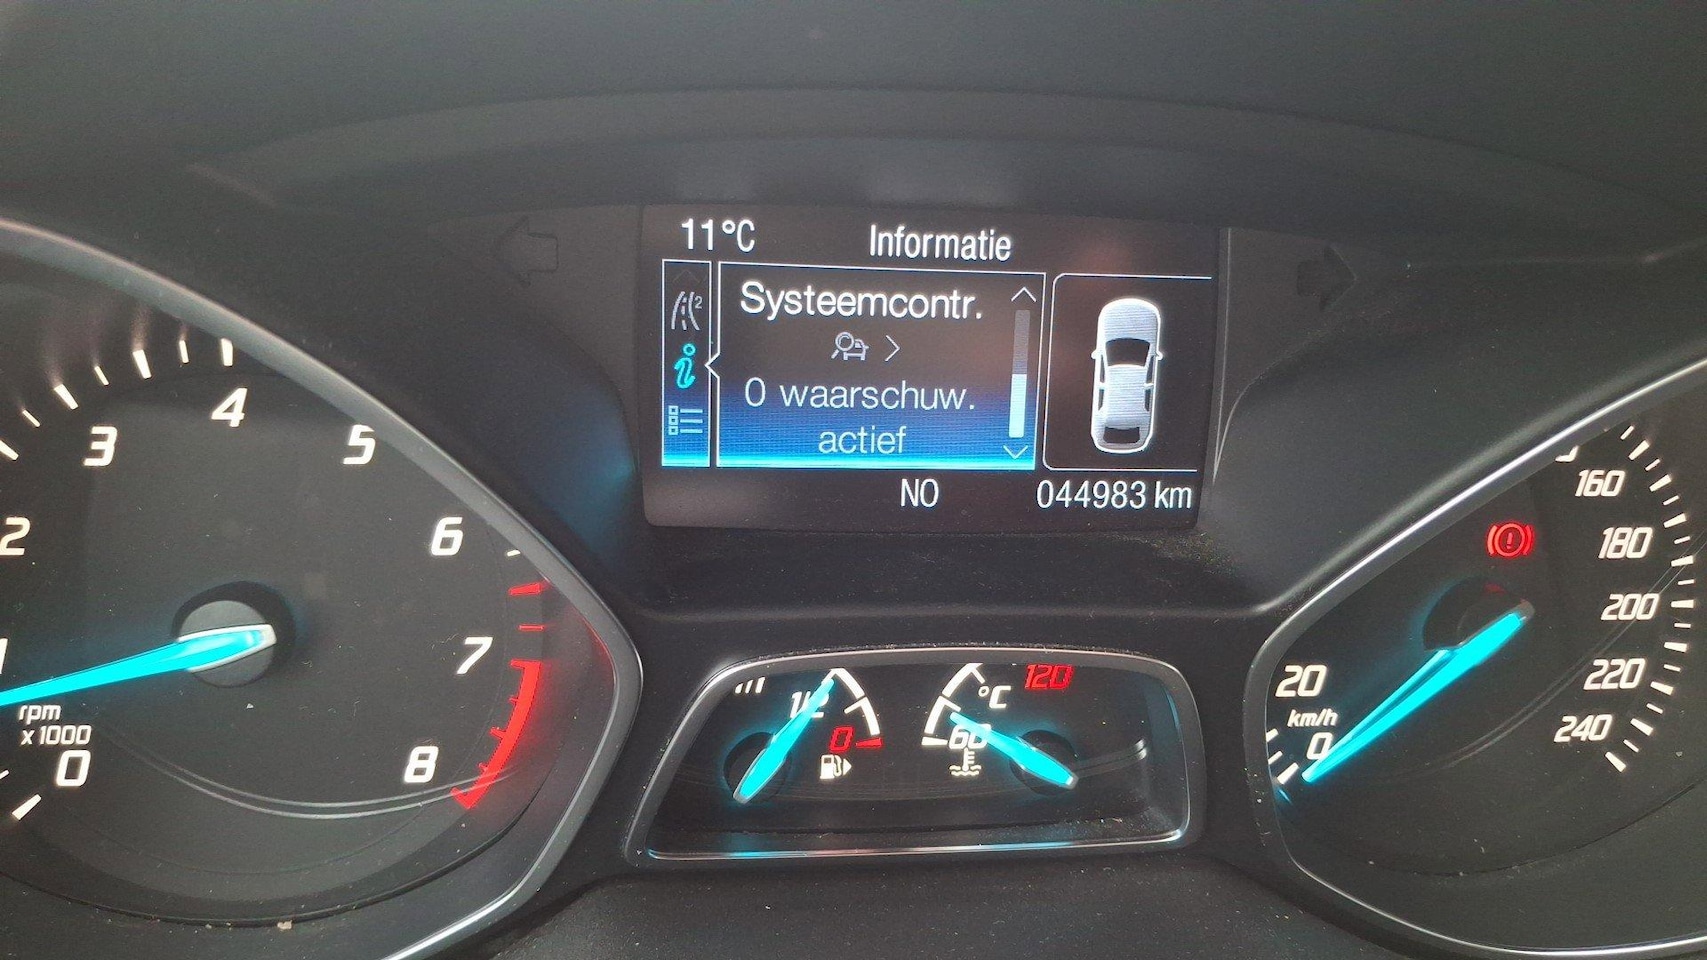 11°C
Informatie
Systeemcontr.
0 waarschuw.
actief
NO
044983 km
2
3
4
5
6
7
8
rpm
x1000
0
1/2
0
60
°C
120
20
km/h
0
160
180
200
220
240